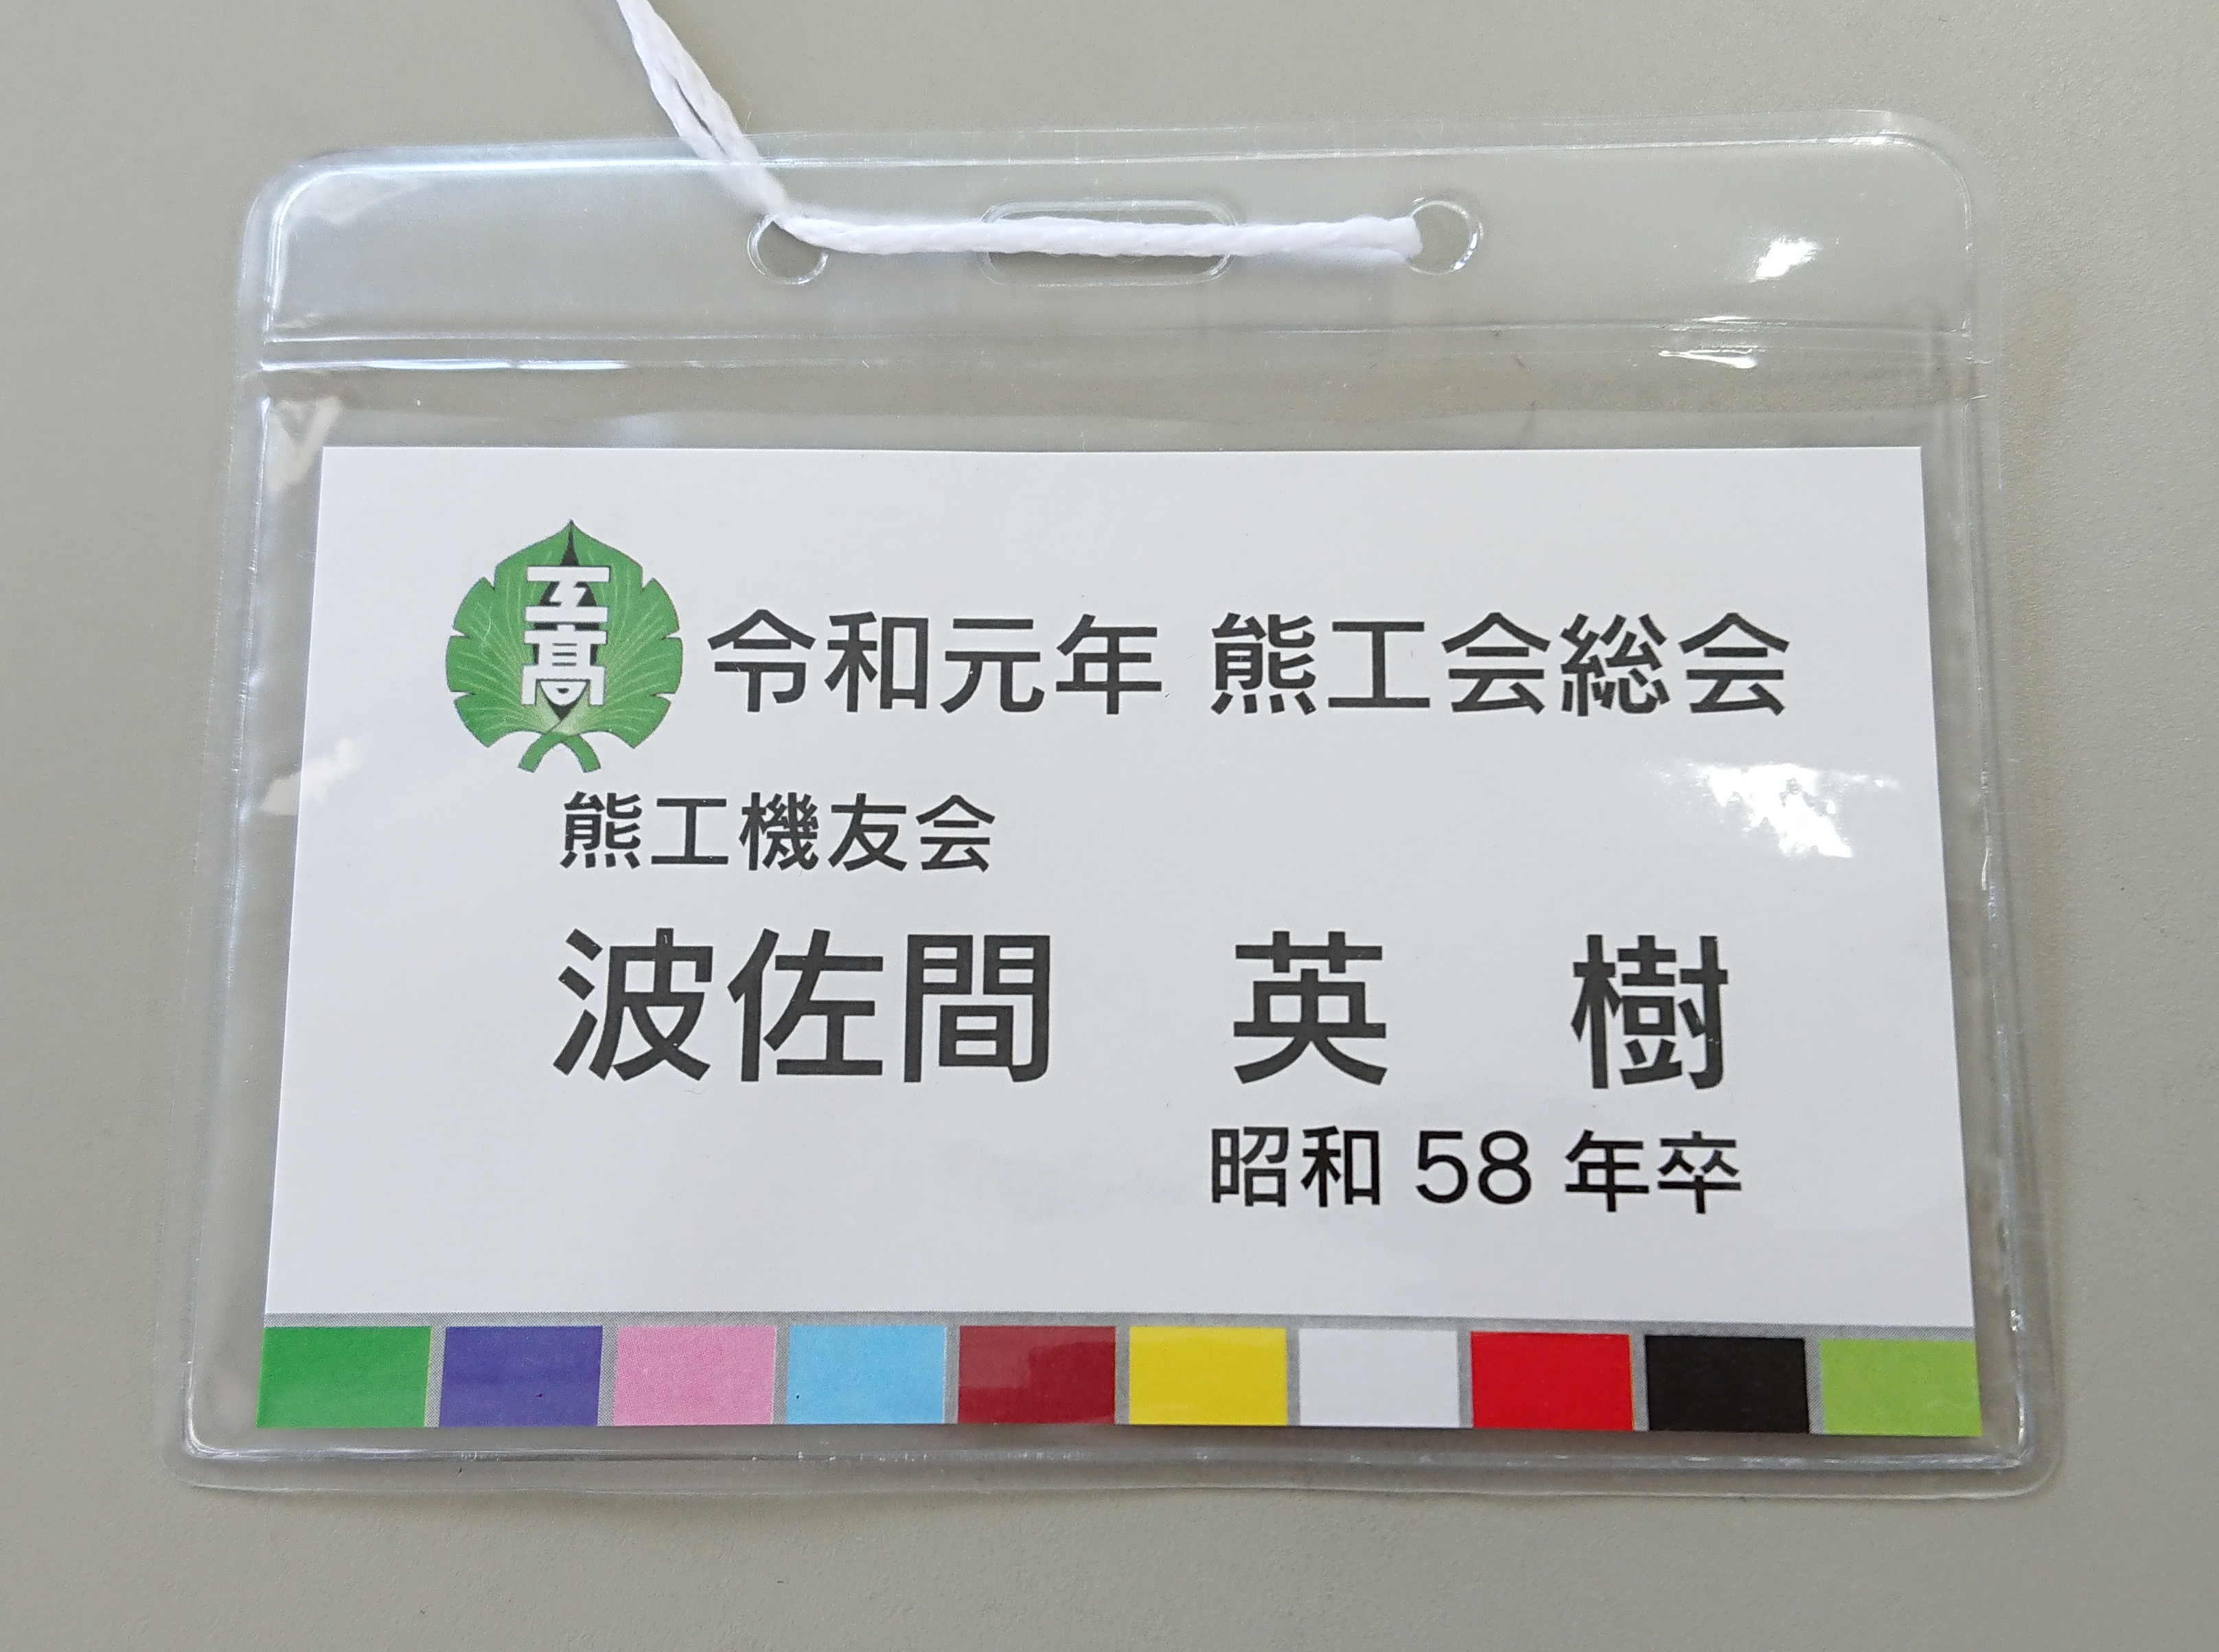 工高
令和元年 熊工会総会
熊工機友会
波佐間 英 樹
昭和 58 年卒